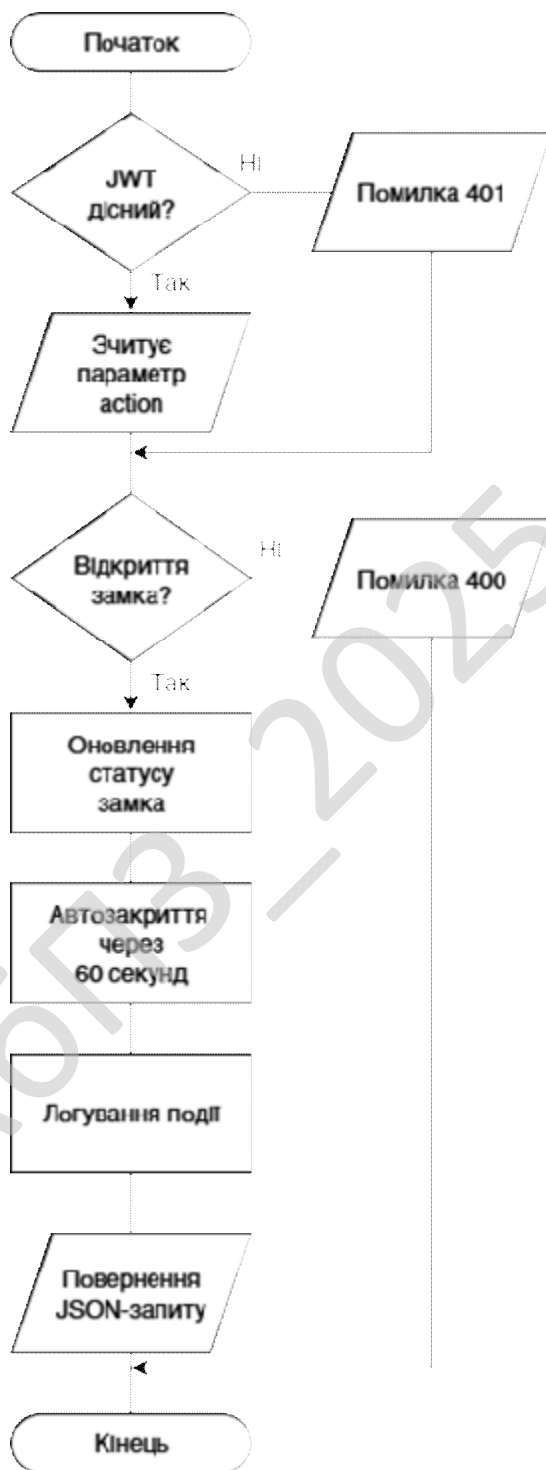 Початок
Ні
JWT
дісний?
Помилка 401
Так
Зчитує
параметр
action
Ні
Відкриття
замка?
Помилка 400
Так
Оновлення
статусу
замка
Автозакриття
через
60 секунд
Логування події
Повернення
JSON-запиту
Кінець